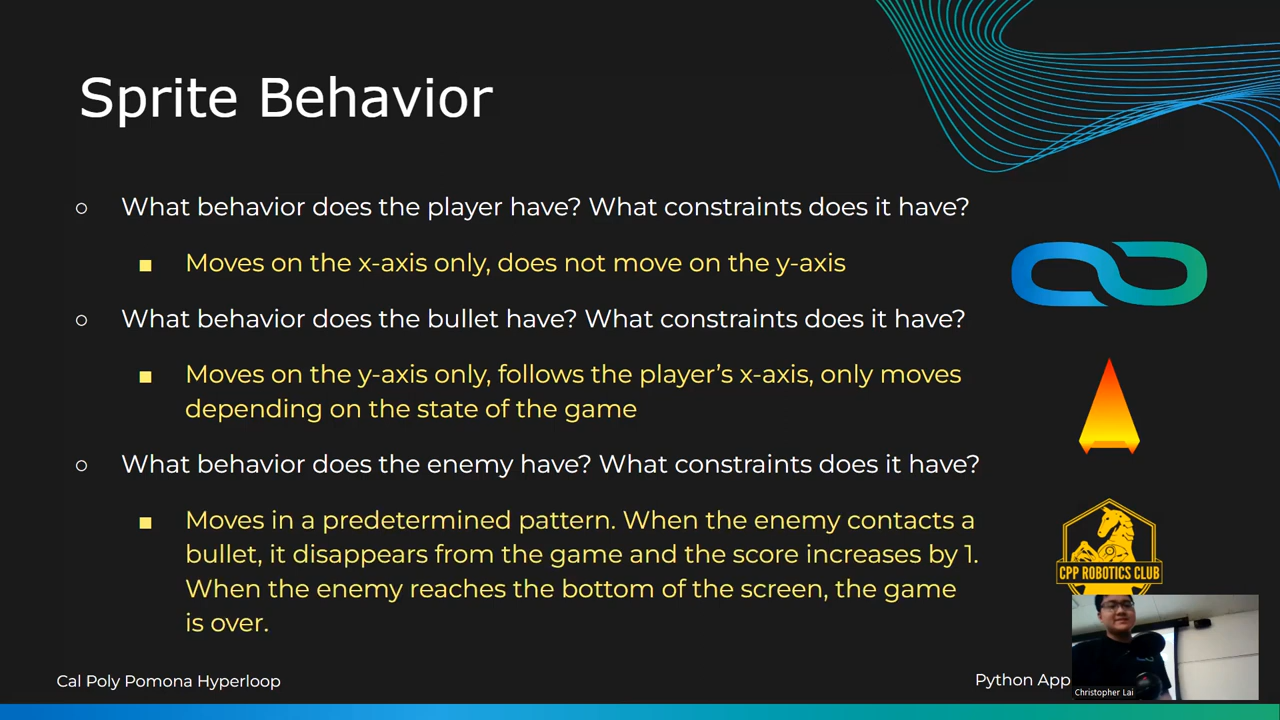 Sprite Behavior
What behavior does the player have? What constraints does it have?
Moves on the x-axis only, does not move on the y-axis
What behavior does the bullet have? What constraints does it have?
Moves on the y-axis only, follows the player's x-axis, only moves
depending on the state of the game
What behavior does the enemy have? What constraints does it have?
Moves in a predetermined pattern. When the enemy contacts a
bullet, it disappears from the game and the score increases by 1.
When the enemy reaches the bottom of the screen, the game
is over.
CPP ROBOTICS CLUB
Cal Poly Pomona Hyperloop
Python App
Christopher Lai